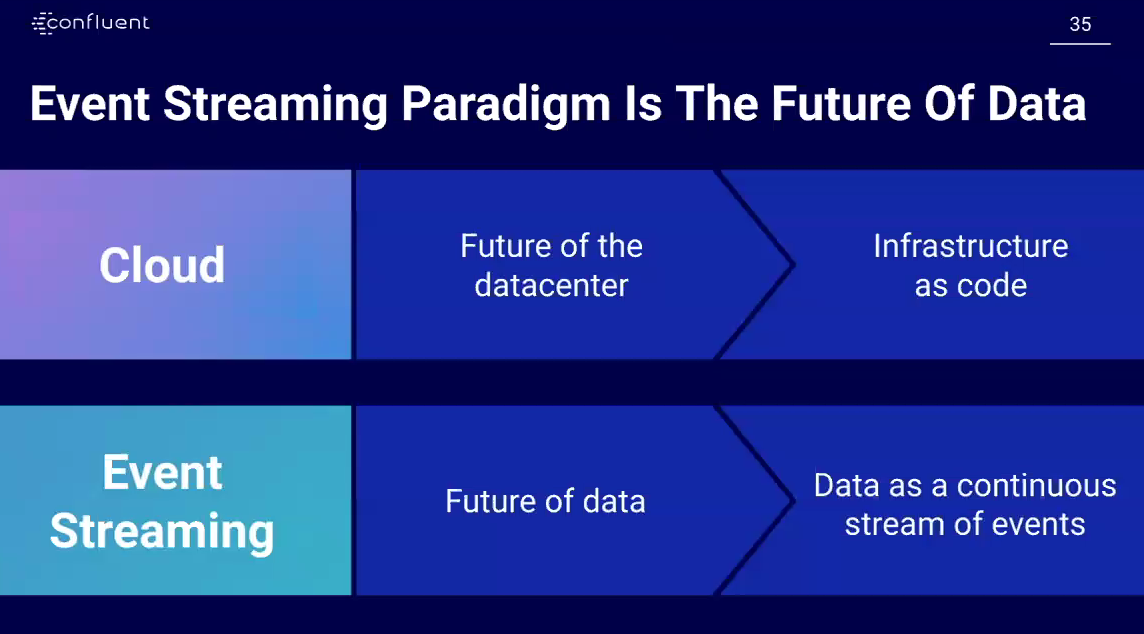 confluent
35
Event Streaming Paradigm Is The Future Of Data
Cloud
Future of the
datacenter
Infrastructure
as code
Event
Streaming
Future of data
Data as a continuous
stream of events